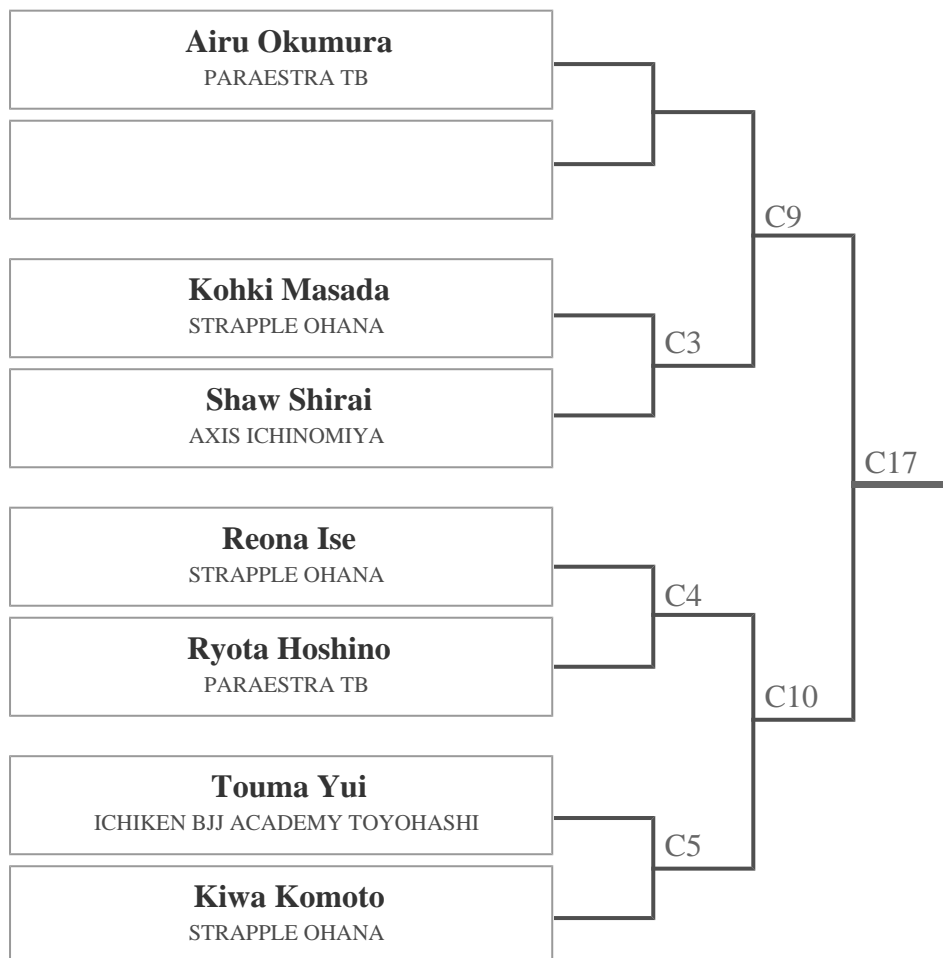 Airu Okumura
PARAESTRA TB
C9
Kohki Masada
STRAPPLE OHANA
C3
Shaw Shirai
AXIS ICHINOMIYA
C17
Reona Ise
STRAPPLE OHANA
C4
Ryota Hoshino
PARAESTRA TB
C10
Touma Yui
ICHIKEN BJJ ACADEMY TOYOHASHI
C5
Kiwa Komoto
STRAPPLE OHANA